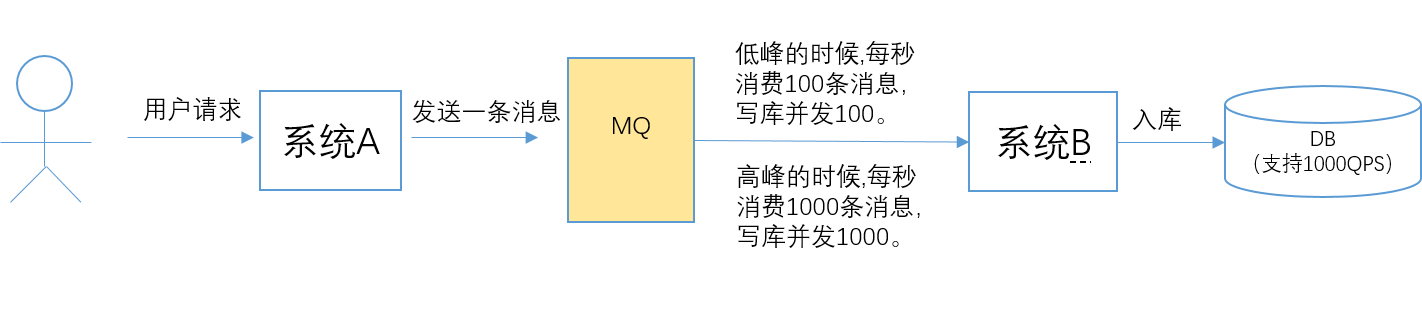 用户请求
系统A
发送一条消息
MQ
低峰的时候,每秒
消费100条消息,
写库并发100。
高峰的时候,每秒
消费1000条消息,
写库并发1000。
系统B
入库
DB
（支持1000QPS）